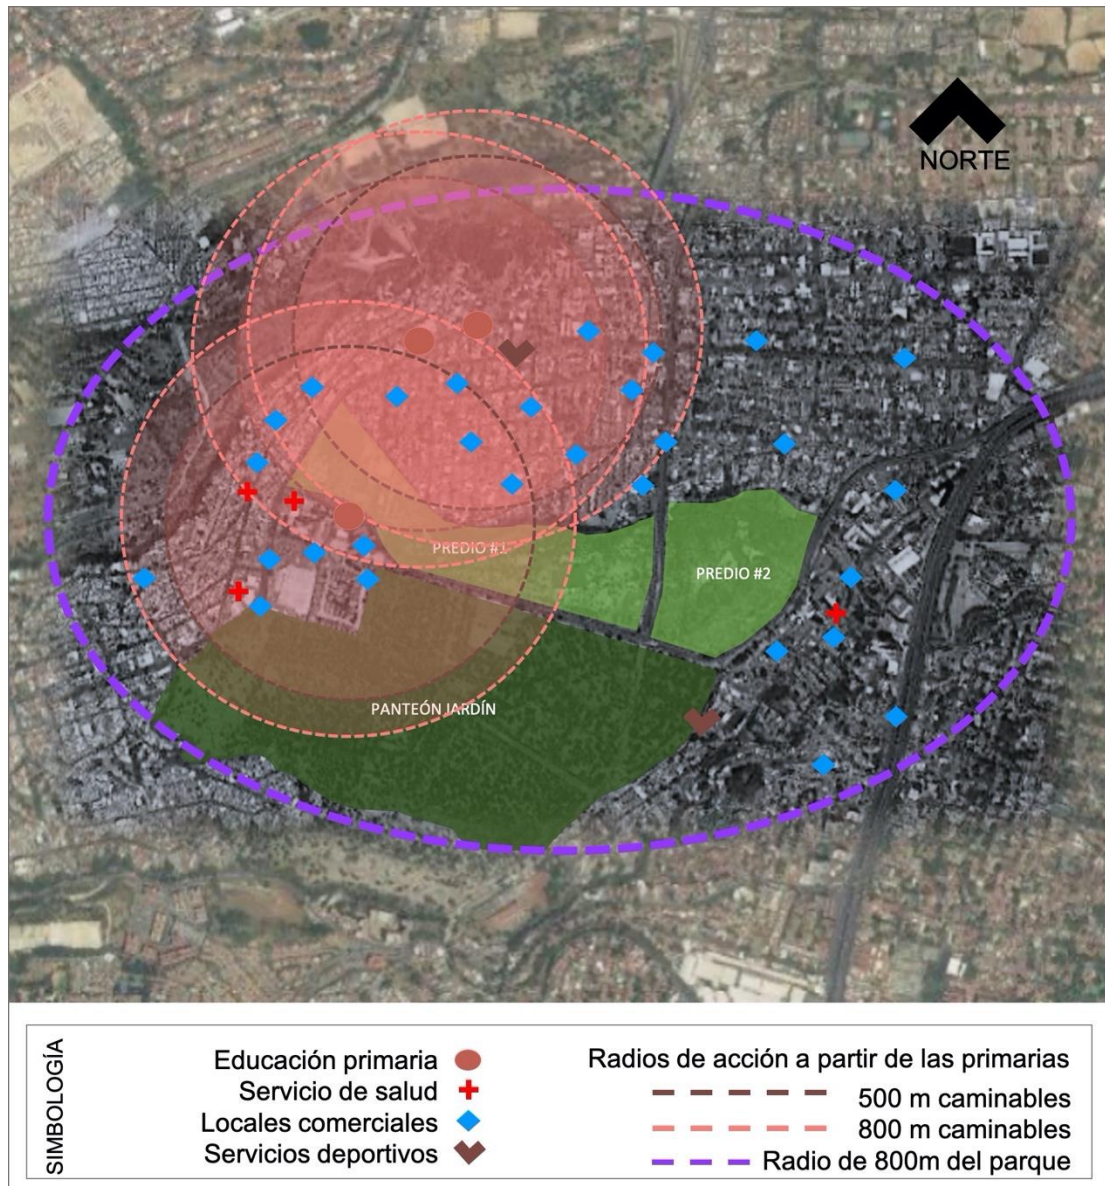 NORTE
PREDIO #1
PREDIO #2
PANTEÓN JARDÍN
SIMBOLOGÍA
Educación primaria
Servicio de salud
Locales comerciales
Servicios deportivos
Radios de acción a partir de las primarias
500 m caminables
800 m caminables
Radio de 800m del parque